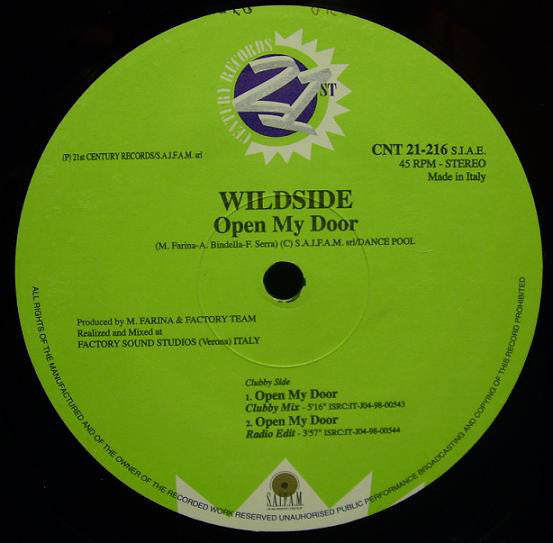 CENTURY RECORDS
21ST
(P) 21st CENTURY RECORDS/S.A.I.F.A.M. srl
CNT 21-216 S.I.A.E.
45 RPM - STEREO
Made in Italy
WILDSIDE
Open My Door
(M. Farina-A. Bindella-F. Serra) (C) S.A.I.F.A.M. srl/DANCE POOL
Produced by M. FARINA & FACTORY TEAM
Realized and Mixed at
FACTORY SOUND STUDIOS (Verona) ITALY
Clubby Side
1. Open My Door
Clubby Mix - 5'16" ISRC:IT-J04-98-00543
2. Open My Door
Radio Edit - 3'57" ISRC:IT-J04-98-00544
S.A.I.F.A.M.
ALL RIGHTS OF THE MANUFACTURED AND OF THE OWNER OF THE RECORDED WORK RESERVED UNAUHORISED PUBLIC PERFORMANCE BROADCASTING AND COPYING OF THIS RECORD PROHIBITED